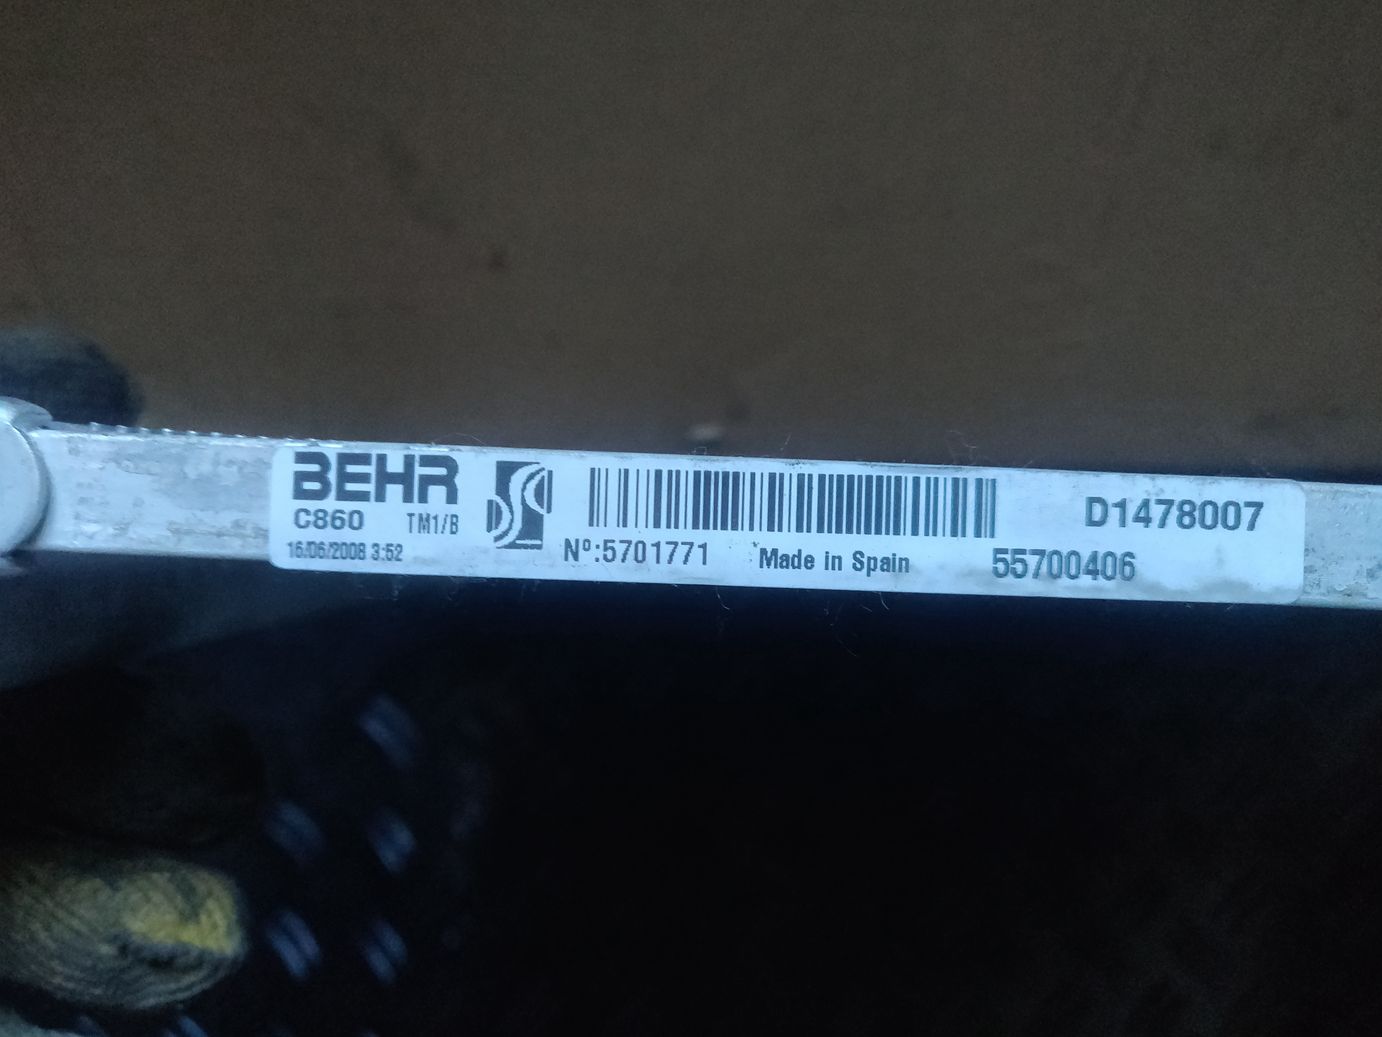 BEHR
C860 TM1/B
16/06/2008 3:52
Nº:5701771
Made in Spain
D1478007
55700406